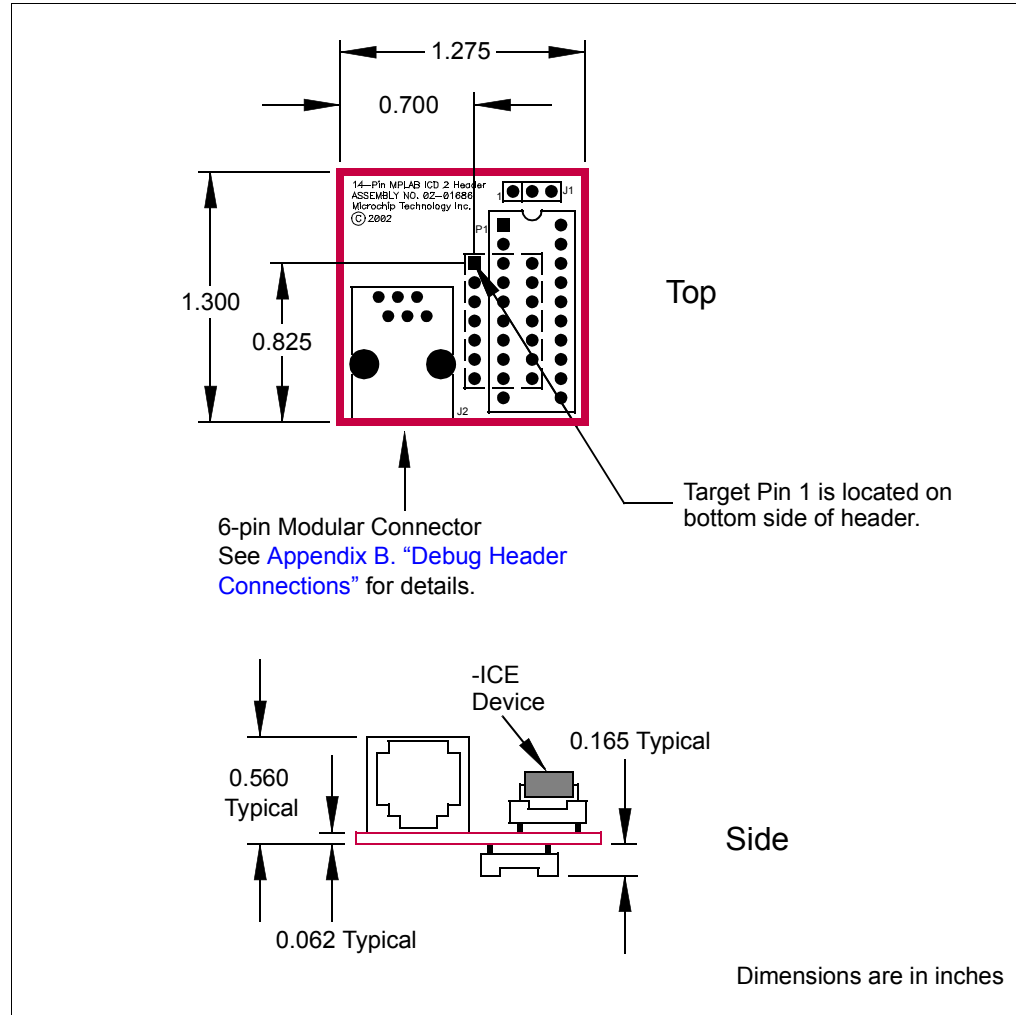 1.275
0.700
14-Pin MPLAB ICD 2 Header
ASSEMBLY NO. 02-01686
Microchip Technology Inc.
© 2002
1
J1
P1
1.300
0.825
Top
J2
Target Pin 1 is located on
bottom side of header.
6-pin Modular Connector
See Appendix B. “Debug Header
Connections” for details.
-ICE
Device
0.165 Typical
0.560
Typical
Side
0.062 Typical
Dimensions are in inches